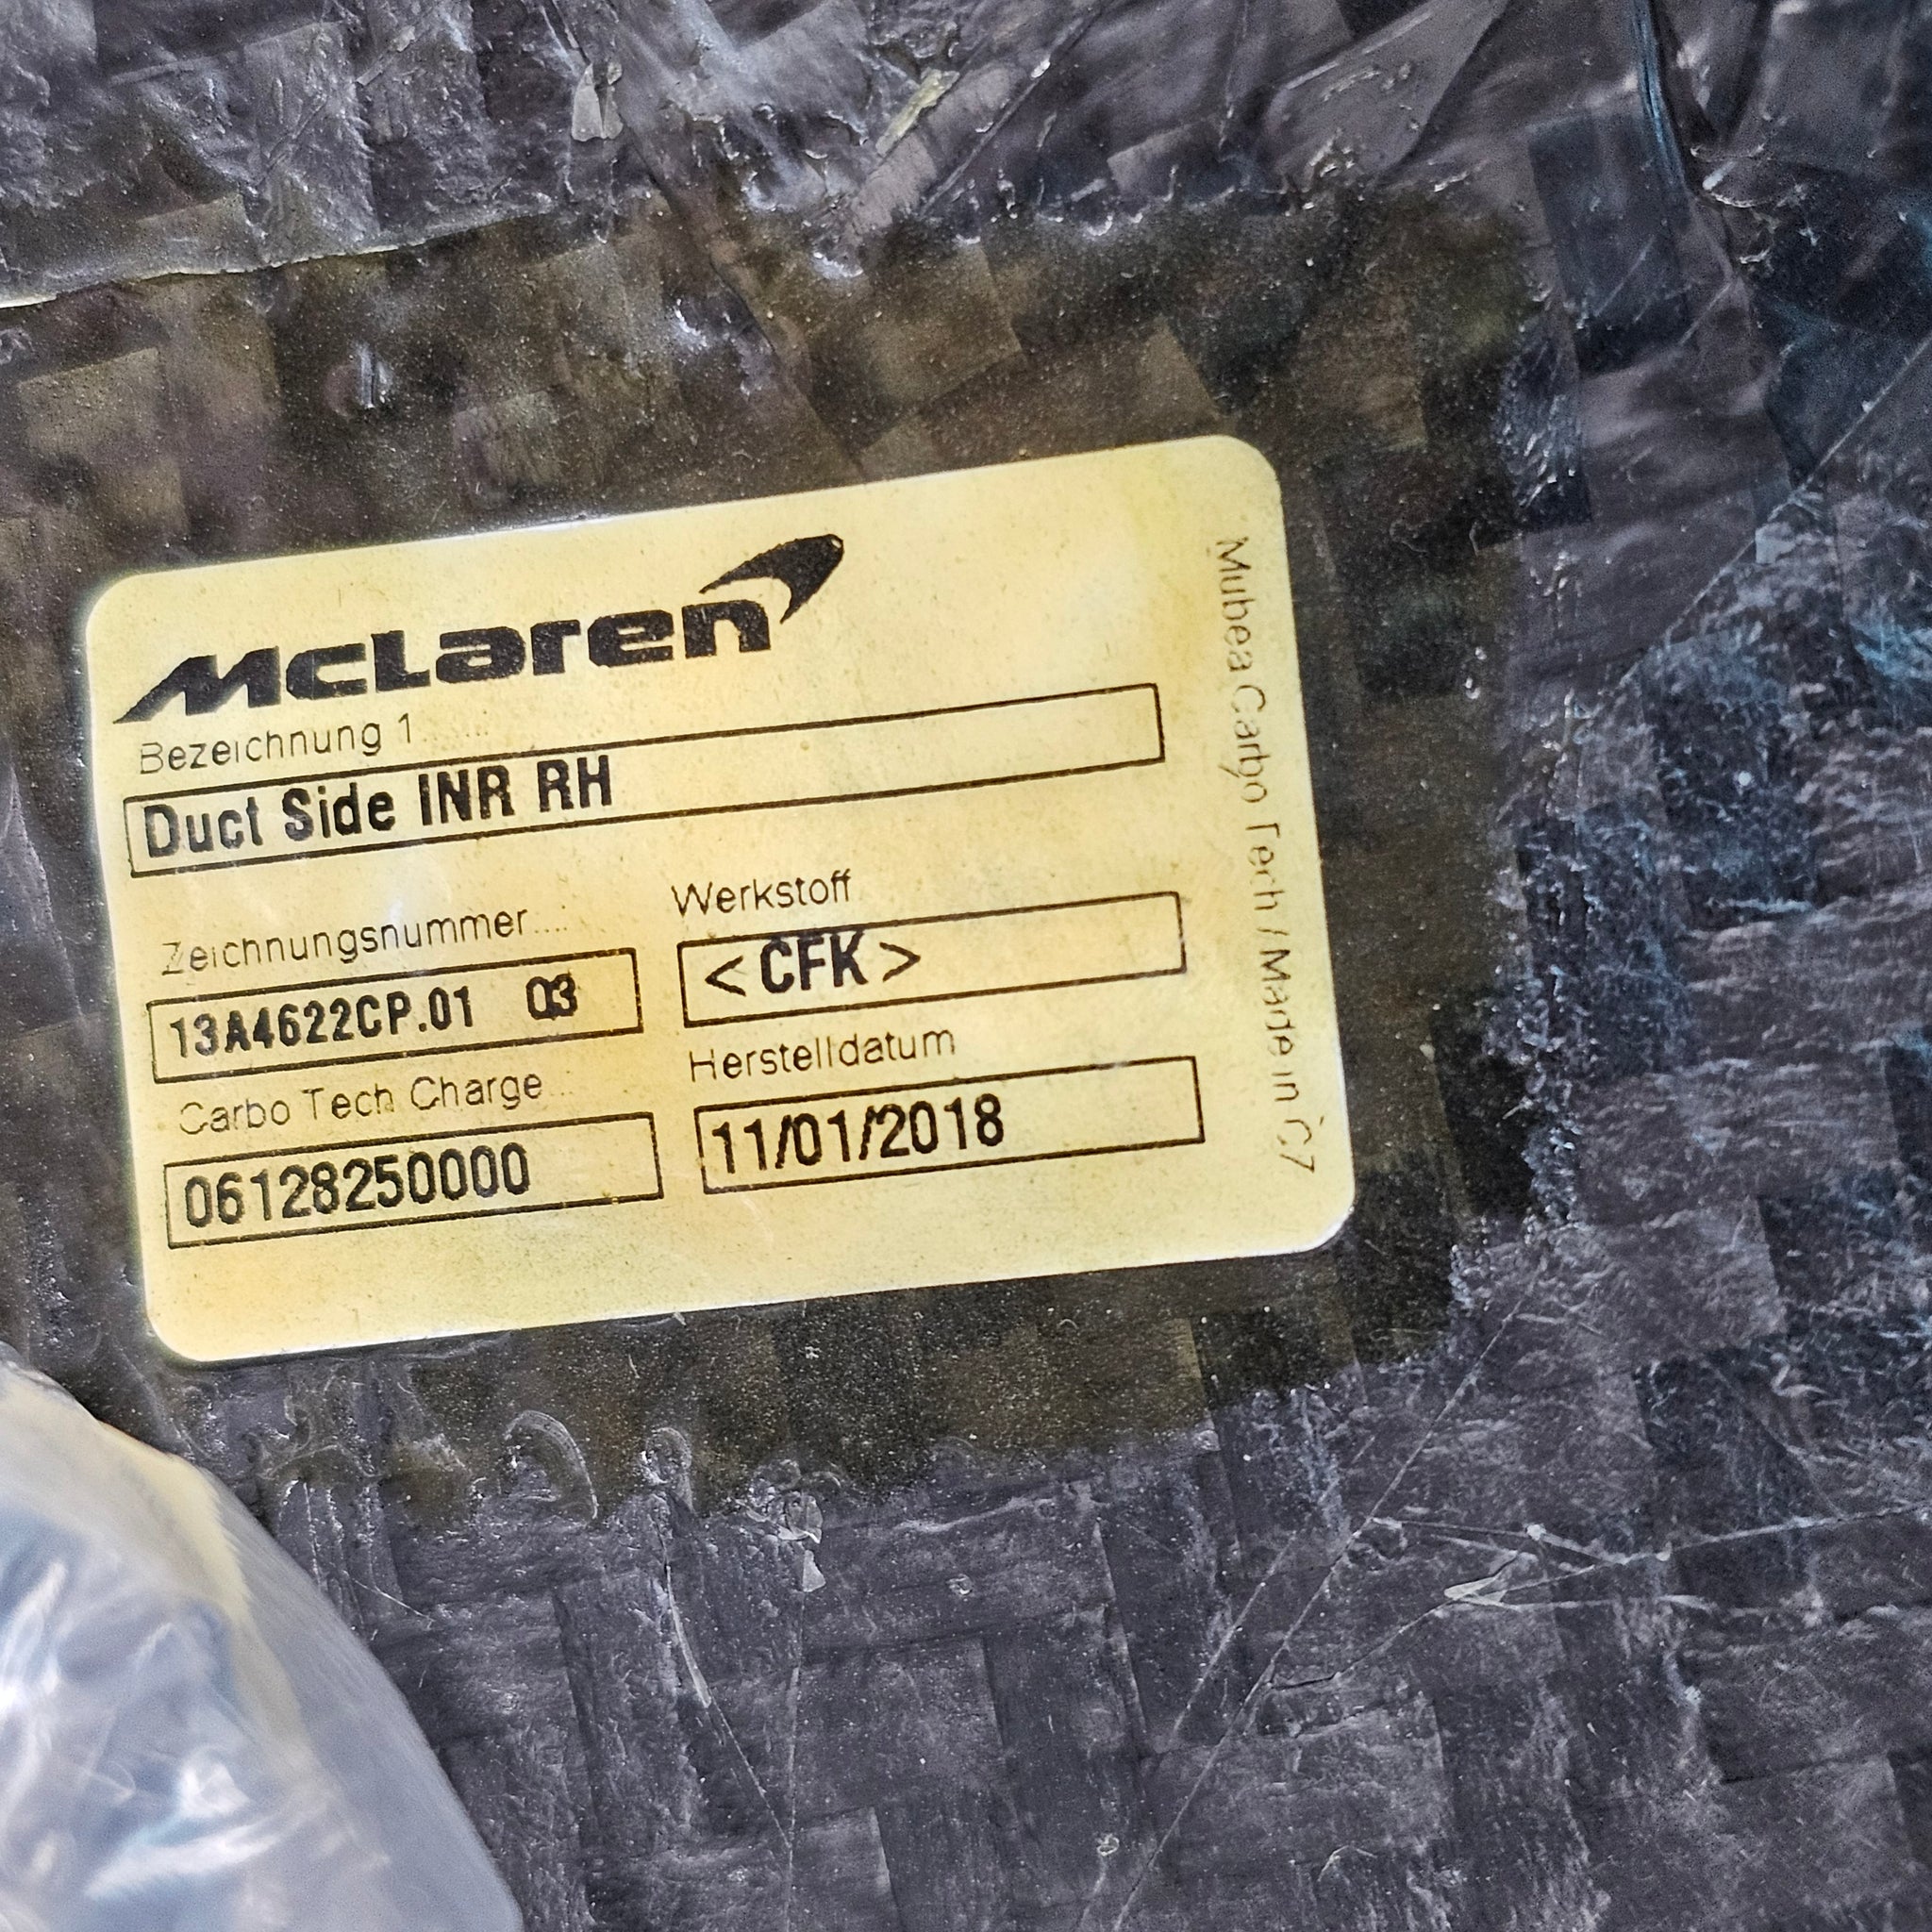 McLaren
Bezeichnung 1
Duct Side INR RH
Zeichnungsnummer
Werkstoff
13A4622CP.01 03
<CFK>
Carbo Tech Charge
Herstelldatum
06128250000
11/01/2018
Mubea Carbo Tech / Made in CZ